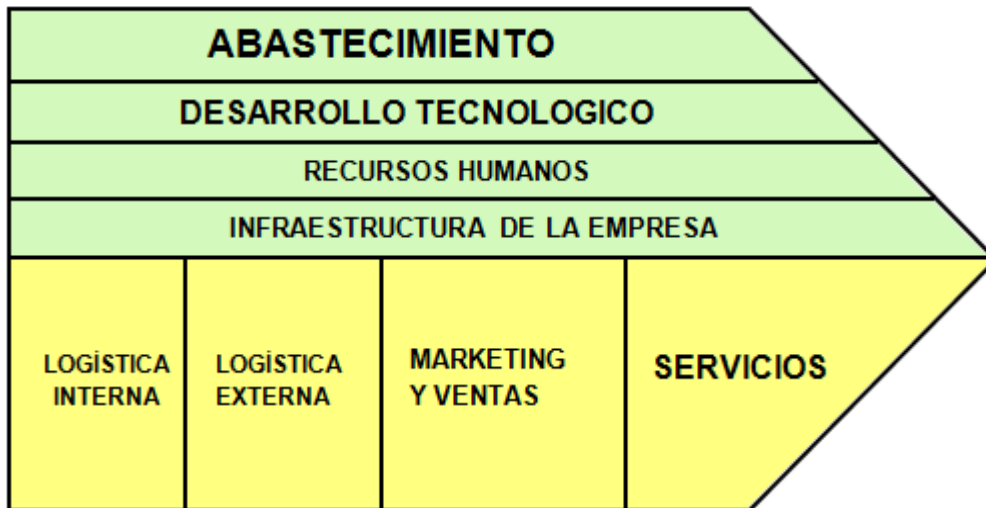 ABASTECIMIENTO
DESARROLLO TECNOLOGICO
RECURSOS HUMANOS
INFRAESTRUCTURA DE LA EMPRESA
LOGÍSTICA
INTERNA
LOGÍSTICA
EXTERNA
MARKETING
Y VENTAS
SERVICIOS